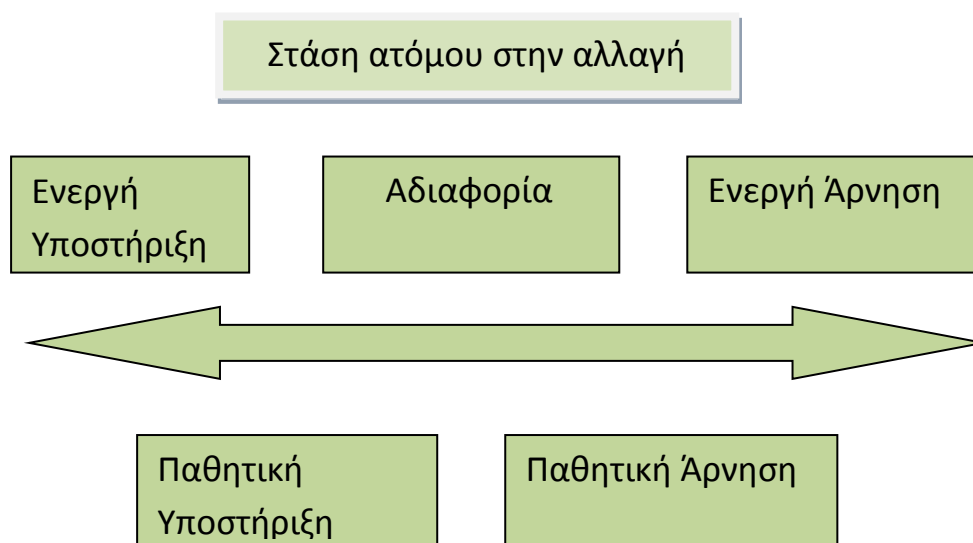 Στάση ατόμου στην αλλαγή
Ενεργή
Υποστήριξη
Αδιαφορία
Ενεργή Άρνηση
Παθητική
Υποστήριξη
Παθητική Άρνηση